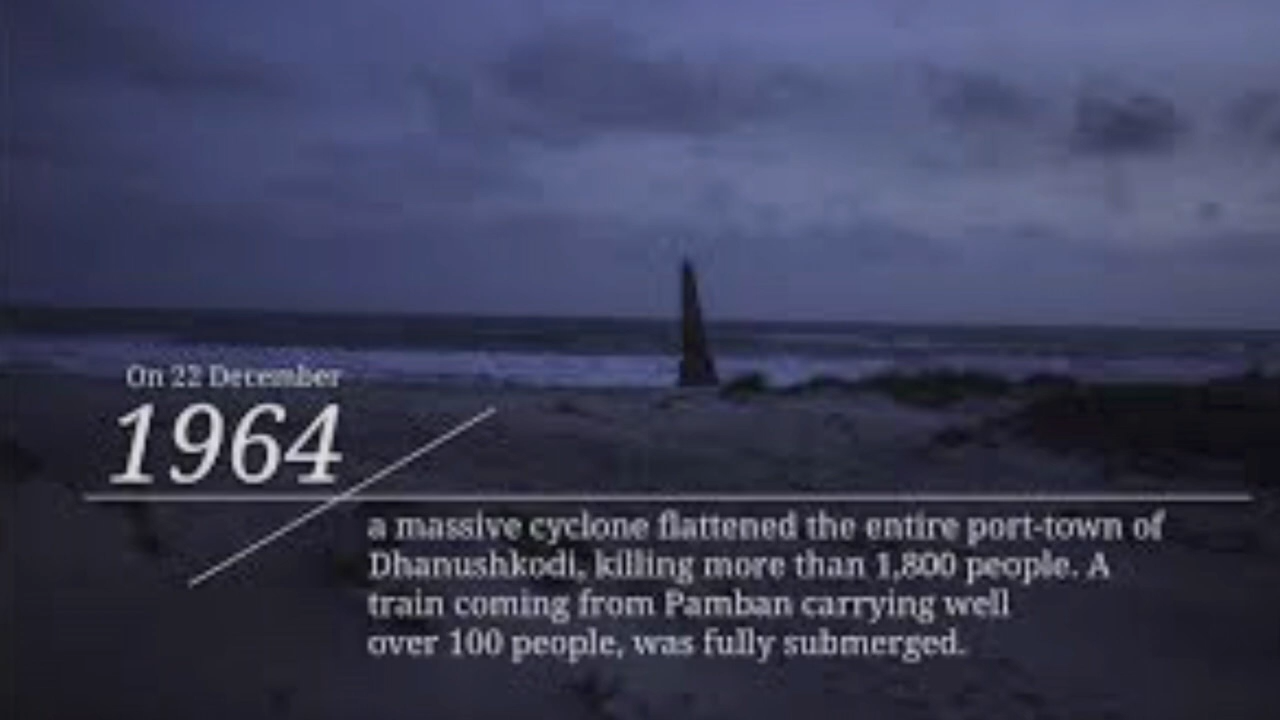 On 22 December
1964
a massive cyclone flattened the entire port-town of
Dhanushkodi, killing more than 1,800 people. A
train coming from Pamban carrying well
over 100 people, was fully submerged.